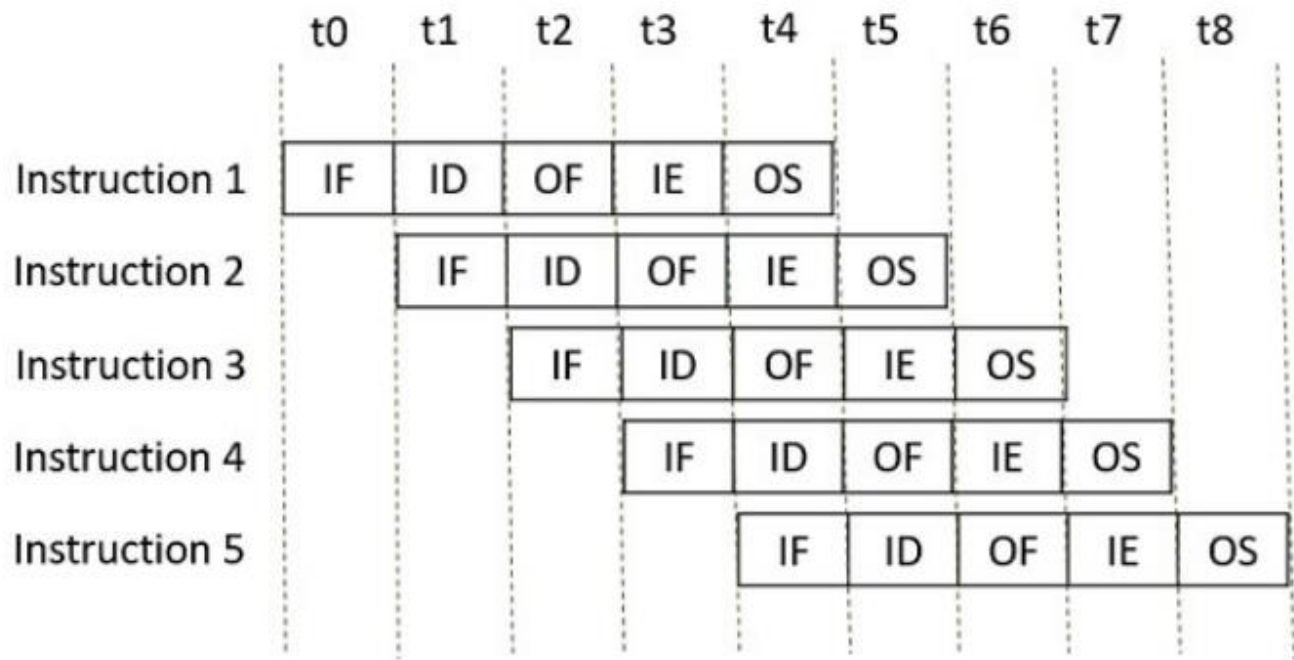 t0 t1 t2 t3 t4 t5 t6 t7 t8
Instruction 1 IF ID OF IE OS
Instruction 2 IF ID OF IE OS
Instruction 3 IF ID OF IE OS
Instruction 4 IF ID OF IE OS
Instruction 5 IF ID OF IE OS